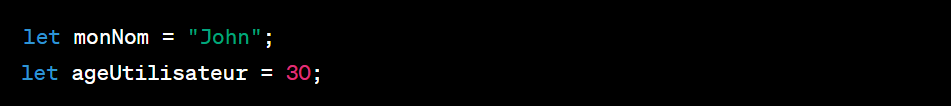 let monNom = "John";
let ageUtilisateur = 30;